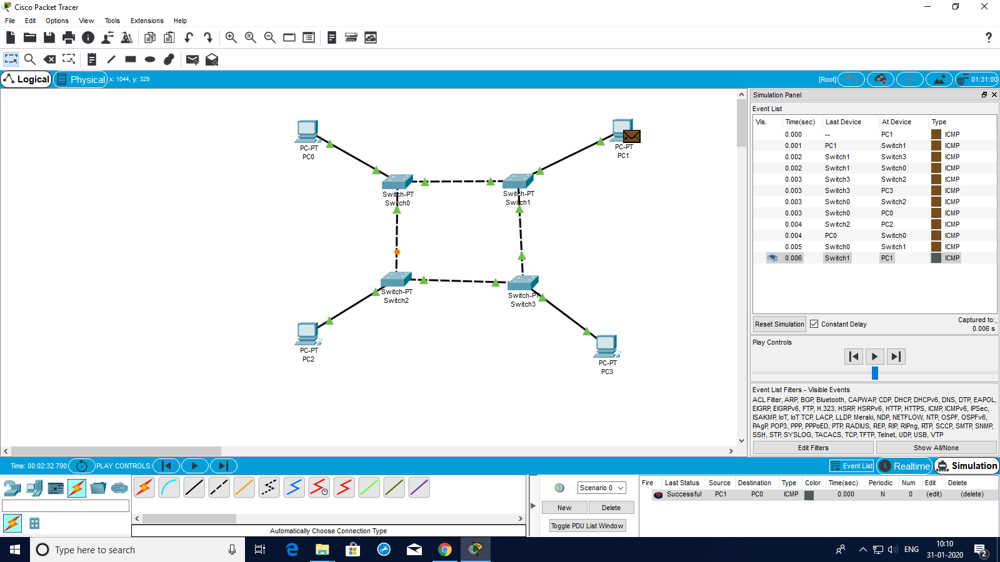 Cisco Packet Tracer
File Edit Options View Tools Extensions Help
Logical Physical x: 1044, y: 329 [Root] 01:31:00
PC-PT
PC0
PC-PT
PC1
Switch-PT
Switch0
Switch-PT
Switch1
Switch-PT
Switch2
Switch-PT
Switch3
PC-PT
PC2
PC-PT
PC3
Simulation Panel
Event List
Vis. Time(sec) Last Device At Device Type
0.000 -- PC1 ICMP
0.001 PC1 Switch1 ICMP
0.002 Switch1 Switch3 ICMP
0.002 Switch1 Switch0 ICMP
0.003 Switch3 Switch2 ICMP
0.003 Switch3 PC3 ICMP
0.003 Switch0 Switch2 ICMP
0.003 Switch0 PC0 ICMP
0.004 Switch2 PC2 ICMP
0.004 PC0 Switch0 ICMP
0.005 Switch0 Switch1 ICMP
0.006 Switch1 PC1 ICMP
Reset Simulation Constant Delay Captured to:
0.006 s
Play Controls
Event List Filters - Visible Events
ACL Filter, ARP, BGP, Bluetooth, CAPWAP, CDP, DHCP, DHCPv6, DNS, DTP, EAPOL,
EIGRP, EIGRPv6, FTP, H.323, HSRP, HSRPv6, HTTP, HTTPS, ICMP, ICMPv6, IPSec,
ISAKMP, IoT, IoT TCP, LACP, LLDP, Meraki, NDP, NETFLOW, NTP, OSPF, OSPFv6,
PAgP, POP3, PPP, PPPoED, PTP, RADIUS, REP, RIP, RIPng, RTP, SCCP, SMTP, SNMP,
SSH, STP, SYSLOG, TACACS, TCP, TFTP, Telnet, UDP, USB, VTP
Edit Filters Show All/None
Time: 00:02:32.790 PLAY CONTROLS: Event List Realtime Simulation
Automatically Choose Connection Type
Scenario 0
New Delete
Toggle PDU List Window
Fire Last Status Source Destination Type Color Time(sec) Periodic Num Edit Delete
Successful PC1 PC0 ICMP 0.000 N 0 (edit) (delete)
Type here to search
ENG
10:10
31-01-2020
2